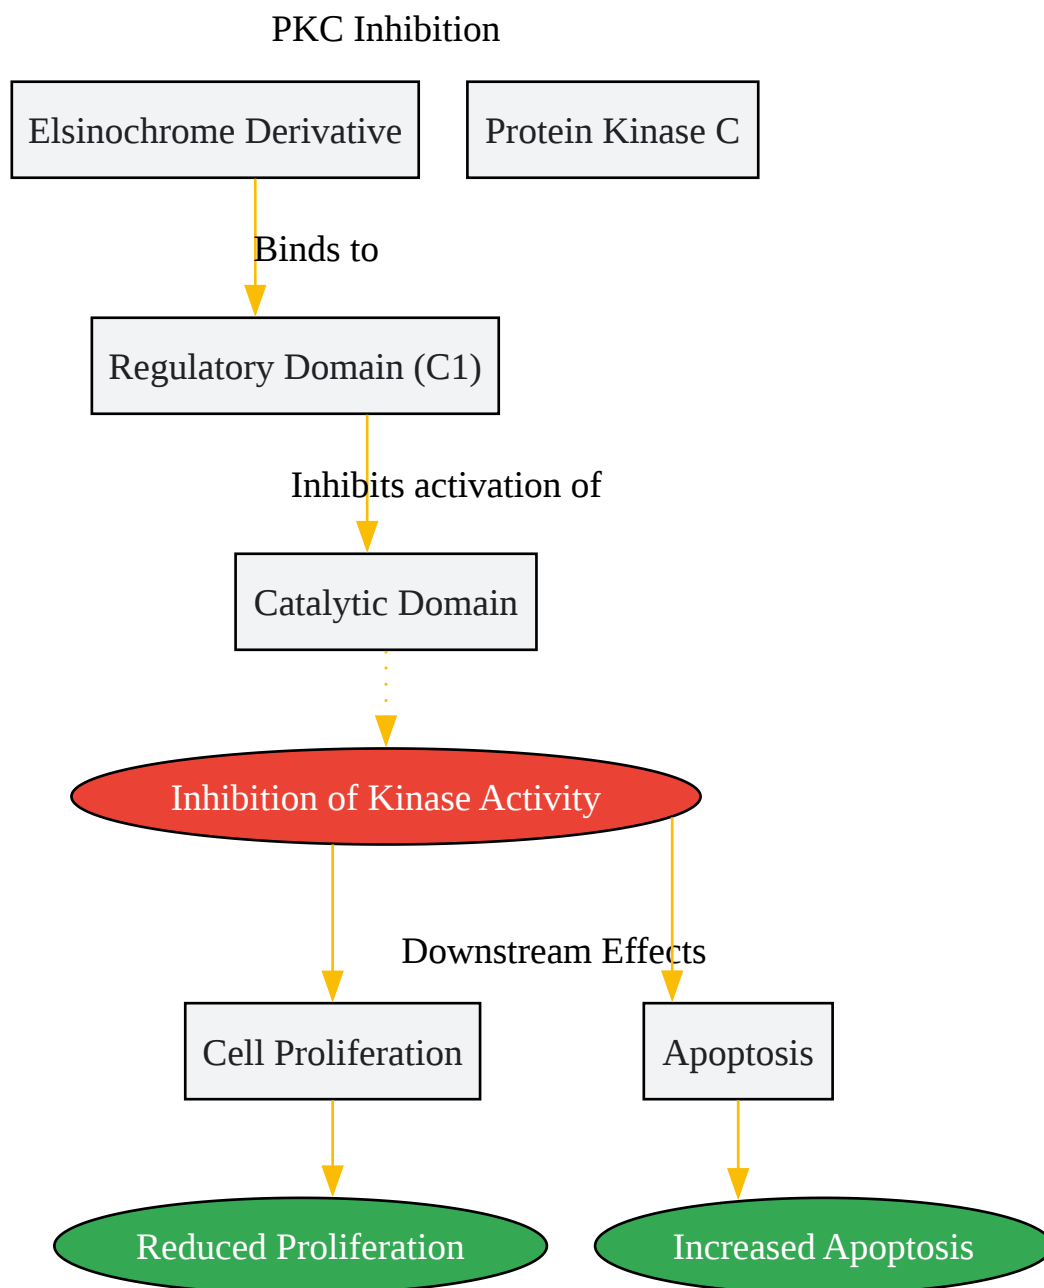 PKC Inhibition
Elsinochrome Derivative
Protein Kinase C
Binds to
Regulatory Domain (C1)
Inhibits activation of
Catalytic Domain
Inhibition of Kinase Activity
Downstream Effects
Cell Proliferation
Apoptosis
Reduced Proliferation
Increased Apoptosis